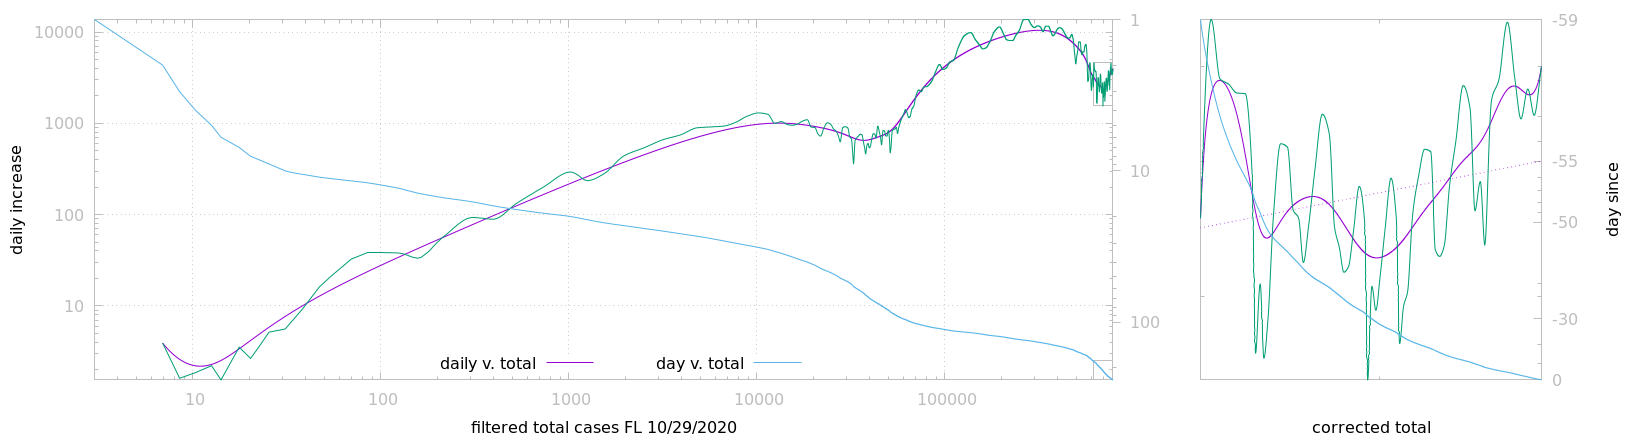 10000
1000
100
10
daily increase
daily v. total
day v. total
10
100
1000
10000
100000
filtered total cases FL 10/29/2020
1
10
100
-59
-55
-50
-30
0
day since
corrected total